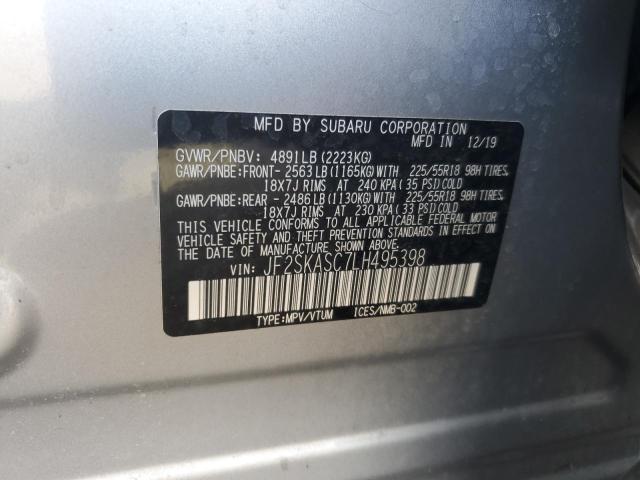 MFD BY SUBARU CORPORATION
MFD IN 12/19
GVWR/PNBV: 4891LB(2223KG)
GAWR/PNBE:FRONT- 2563LB(1165KG)WITH 225/55R18 98H TIRES,
18X7J RIMS AT 240 KPA(35 PSI)COLD
GAWR/PNBE:REAR - 2486LB(1130KG)WITH 225/55R18 98H TIRES,
18X7J RIMS AT 230 KPA(33 PSI)COLD
THIS VEHICLE CONFORMS TO ALL APPLICABLE FEDERAL MOTOR
VEHICLE SAFETY AND THEFT PREVENTION STANDARDS IN EFFECT ON
THE DATE OF MANUFACTURE SHOWN ABOVE.
VIN: JF2SKASC7LH495398
TYPE:MPV/VTUM ICES/NMB-002